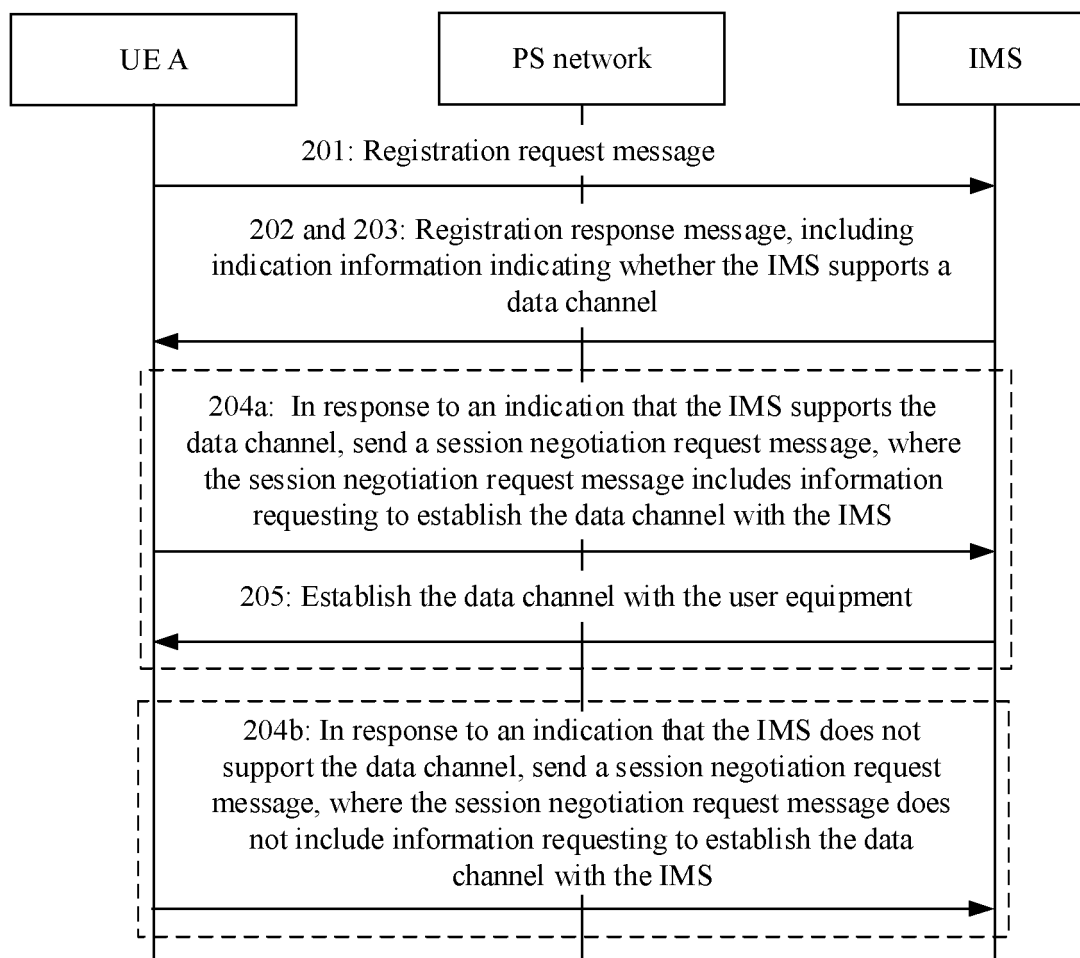 UE A
PS network
IMS
201: Registration request message
202 and 203: Registration response message, including
indication information indicating whether the IMS supports a
data channel
204a: In response to an indication that the IMS supports the
data channel, send a session negotiation request message, where
the session negotiation request message includes information
requesting to establish the data channel with the IMS
205: Establish the data channel with the user equipment
204b: In response to an indication that the IMS does not
support the data channel, send a session negotiation request
message, where the session negotiation request message does
not include information requesting to establish the data
channel with the IMS